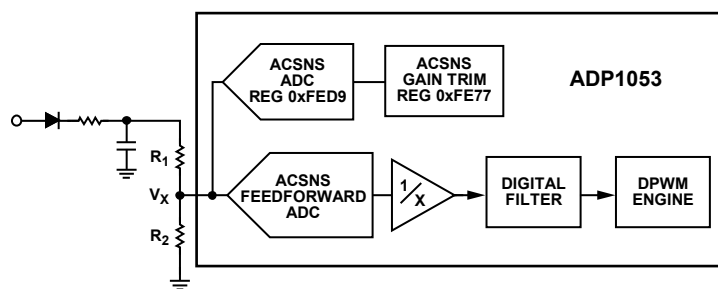 ACSNS
ADC
REG 0xFED9
ACSNS
GAIN TRIM
REG 0xFE77
ADP1053
R1
VX
ACSNS
FEEDFORWARD
ADC
1/X
DIGITAL
FILTER
DPWM
ENGINE
R2